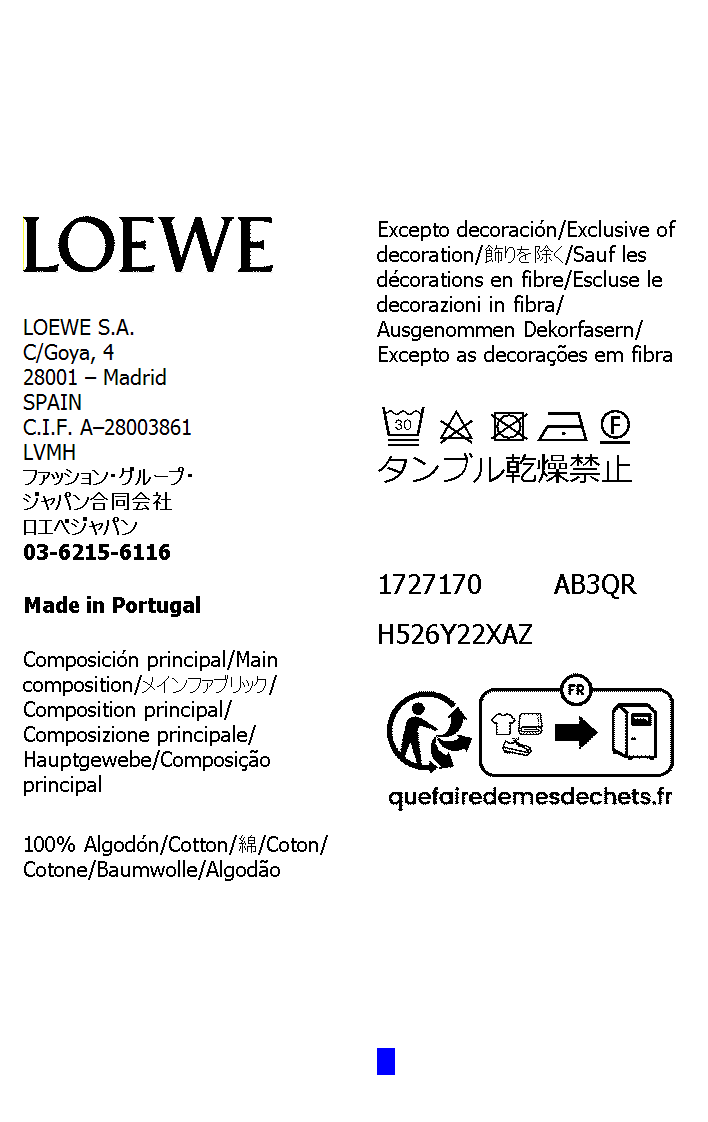 LOEWE
LOEWE S.A.
C/Goya, 4
28001 – Madrid
SPAIN
C.I.F. A–28003861
LVMH
ファッション・グループ・
ジャパン合同会社
ロエベジャパン
03-6215-6116
Made in Portugal
Composición principal/Main
composition/メインファブリック/
Composition principal/
Composizione principale/
Hauptgewebe/Composição
principal
100% Algodón/Cotton/綿/Coton/
Cotone/Baumwolle/Algodão
Excepto decoración/Exclusive of
decoration/飾りを除く/Sauf les
décorations en fibre/Escluse le
decorazioni in fibra/
Ausgenommen Dekorfasern/
Excepto as decorações em fibra
30
F
タンブル乾燥禁止
1727170 AB3QR
H526Y22XAZ
FR
quefairedemesdechets.fr